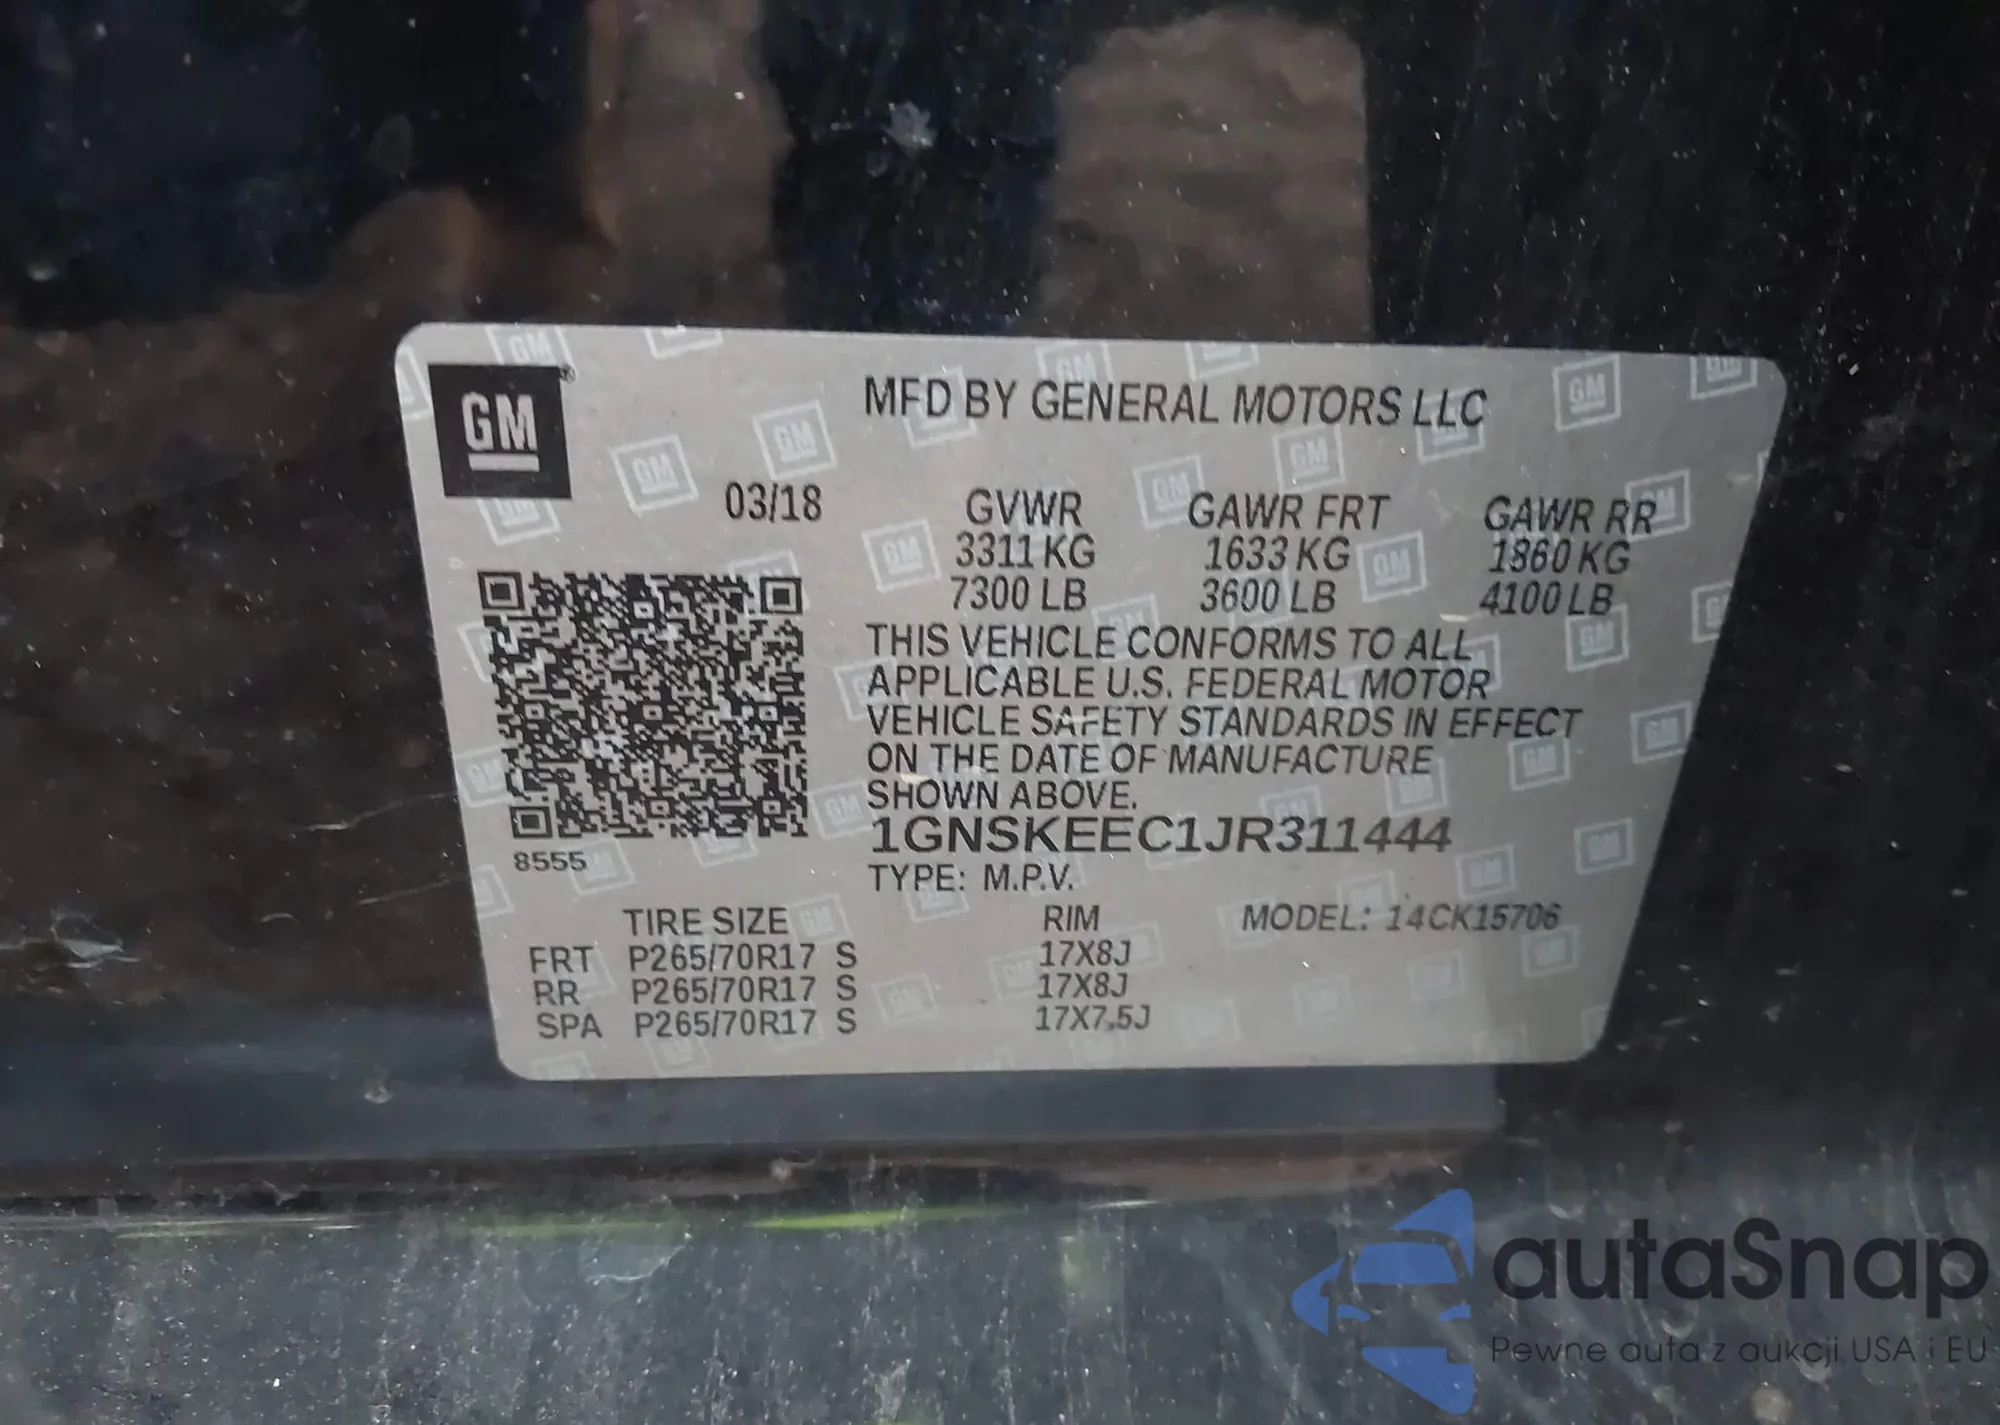 GM
MFD BY GENERAL MOTORS LLC
03/18 GVWR GAWR FRT GAWR RR
3311 KG 1633 KG 1860 KG
7300 LB 3600 LB 4100 LB
THIS VEHICLE CONFORMS TO ALL
APPLICABLE U.S. FEDERAL MOTOR
VEHICLE SAFETY STANDARDS IN EFFECT
ON THE DATE OF MANUFACTURE
SHOWN ABOVE.
1GNSKEEC1JR311444
8555
TYPE: M.P.V.
TIRE SIZE RIM MODEL: 14CK15706
FRT P265/70R17 S 17X8J
RR P265/70R17 S 17X8J
SPA P265/70R17 S 17X7.5J
autaSnap
Pewne auta z aukcji USA i EU